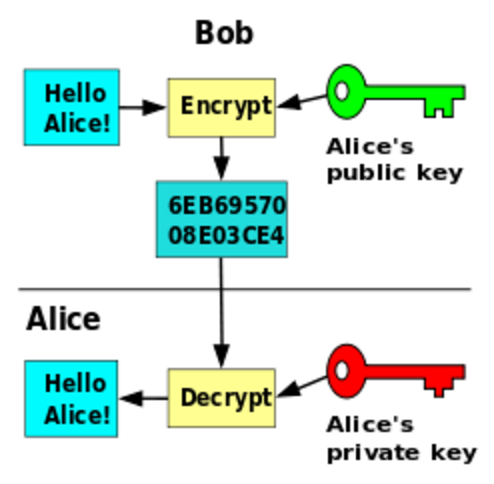 Bob
Hello
Alice!
Encrypt
Alice's
public key
6EB69570
08E03CE4
Alice
Hello
Alice!
Decrypt
Alice's
private key